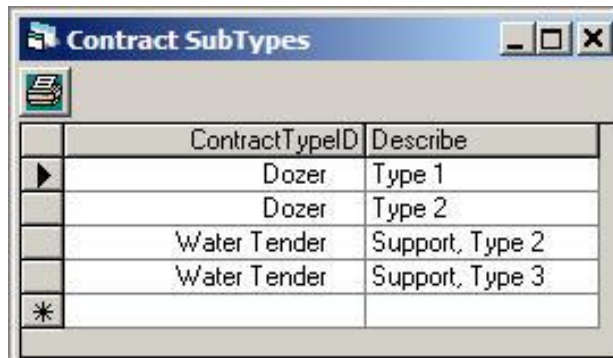 Contract SubTypes
ContractTypeID Describe
Dozer Type 1
Dozer Type 2
Water Tender Support, Type 2
Water Tender Support, Type 3